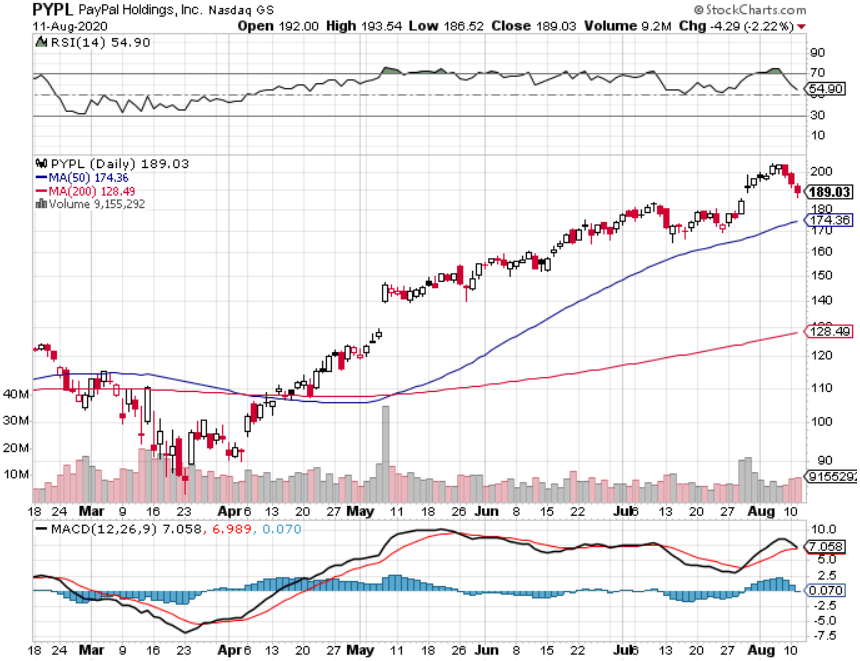 PYPL PayPal Holdings, Inc. Nasdaq GS © StockCharts.com
11-Aug-2020 Open 192.00 High 193.54 Low 186.52 Close 189.03 Volume 9.2M Chg -4.29 (-2.22%)
RSI(14) 54.90
90
70
54.90
30
10
PYPL (Daily) 189.03
MA(50) 174.36
MA(200) 128.49
Volume 9,155,292
200
189.03
180
174.36
170
160
150
140
128.49
120
40M 110
30M 100
20M
90
10M
9155292
18 24 Mar 9 16 23 Apr 6 13 20 May 11 18 26 Jun 8 15 22 Jul 6 13 20 27 Aug 10
MACD(12,26,9) 7.058, 6.989, 0.070
10.0
7.058
5.0
2.5
0.070
-2.5
-5.0
-7.5
18 24 Mar 9 16 23 Apr 6 13 20 May 11 18 26 Jun 8 15 22 Jul 6 13 20 27 Aug 10